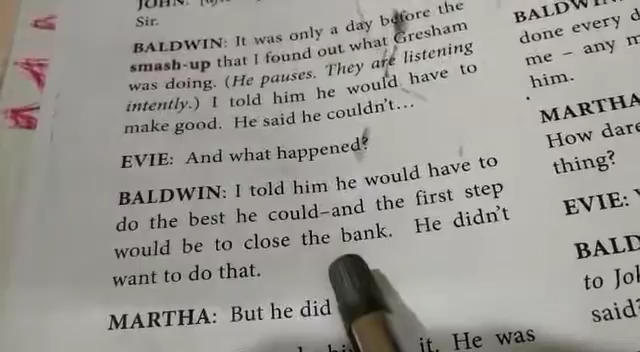 JOHN:
Sir.
BALDWIN: It was only a day before the
smash-up that I found out what Gresham
was doing. (He pauses. They are listening
intently.) I told him he would have to
make good. He said he couldn't...
EVIE: And what happened?
BALDWIN: I told him he would have to
do the best he could–and the first step
would be to close the bank. He didn't
want to do that.
MARTHA: But he did
it. He was
BALDWIN
done every
me – any m
him.
MARTHA
How dare
thing?
EVIE:
BALD
to Jo
said?